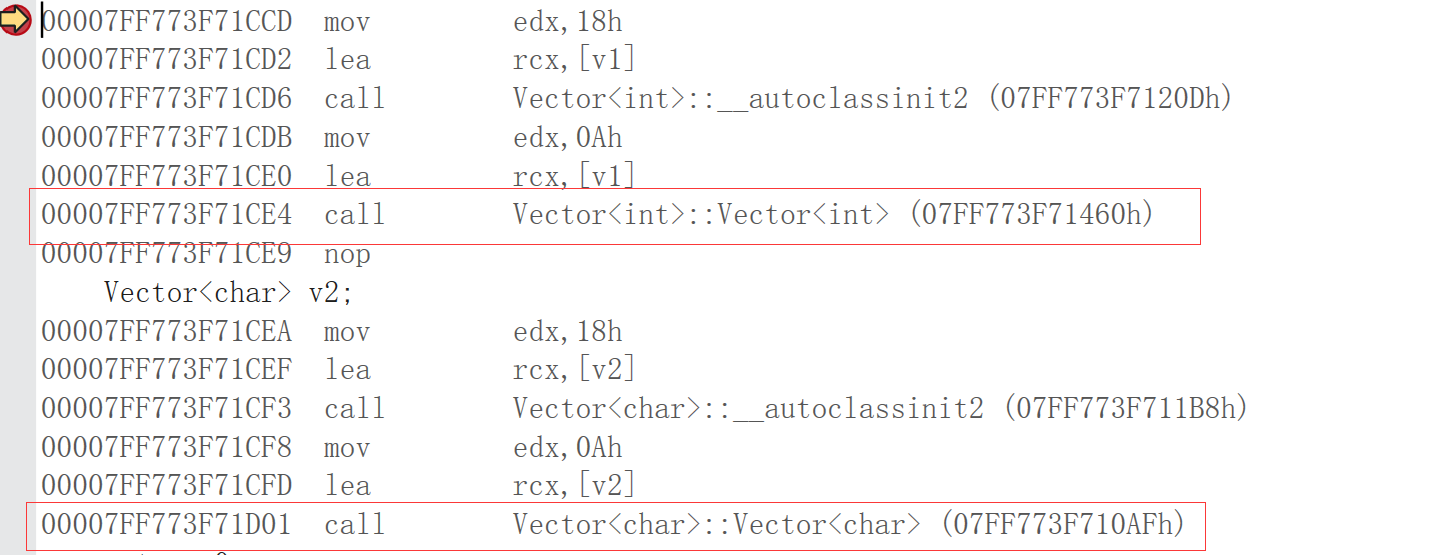 00007FF773F71CCD mov edx,18h
00007FF773F71CD2 lea rcx,[v1]
00007FF773F71CD6 call Vector<int>::__autoclassinit2 (07FF773F7120Dh)
00007FF773F71CDB mov edx,0Ah
00007FF773F71CE0 lea rcx,[v1]
00007FF773F71CE4 call Vector<int>::Vector<int> (07FF773F71460h)
00007FF773F71CE9 nop
Vector<char> v2;
00007FF773F71CEA mov edx,18h
00007FF773F71CEF lea rcx,[v2]
00007FF773F71CF3 call Vector<char>::__autoclassinit2 (07FF773F711B8h)
00007FF773F71CF8 mov edx,0Ah
00007FF773F71CFD lea rcx,[v2]
00007FF773F71D01 call Vector<char>::Vector<char> (07FF773F710AFh)